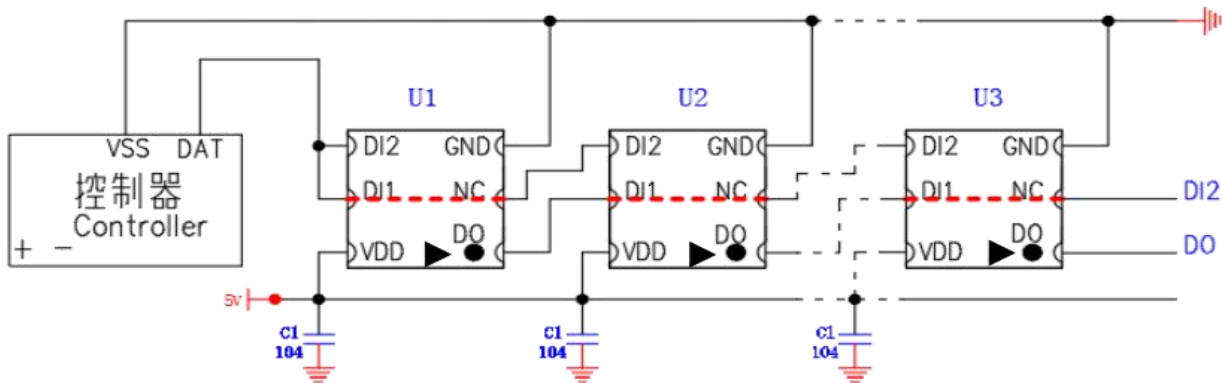 U1
U2
U3
VSS DAT
控制器
Controller
+ -
DI2 GND
DI1 NC
DO
VDD
DI2 GND
DI1 NC
DO
VDD
DI2 GND
DI1 NC
DO
VDD
DI2
DO
5V
C1
104
C1
104
C1
104